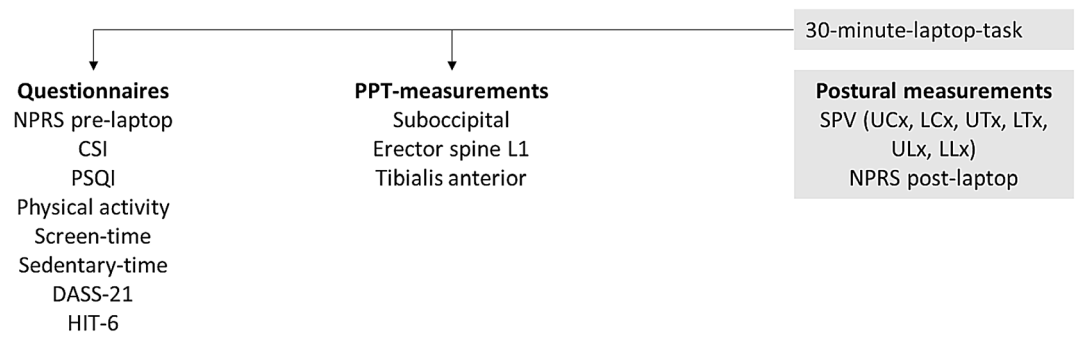 30-minute-laptop-task
Questionnaires
NPRS pre-laptop
CSI
PSQI
Physical activity
Screen-time
Sedentary-time
DASS-21
HIT-6
PPT-measurements
Suboccipital
Erector spine L1
Tibialis anterior
Postural measurements
SPV (UCx, LCx, UTx, LTx,
ULx, LLx)
NPRS post-laptop